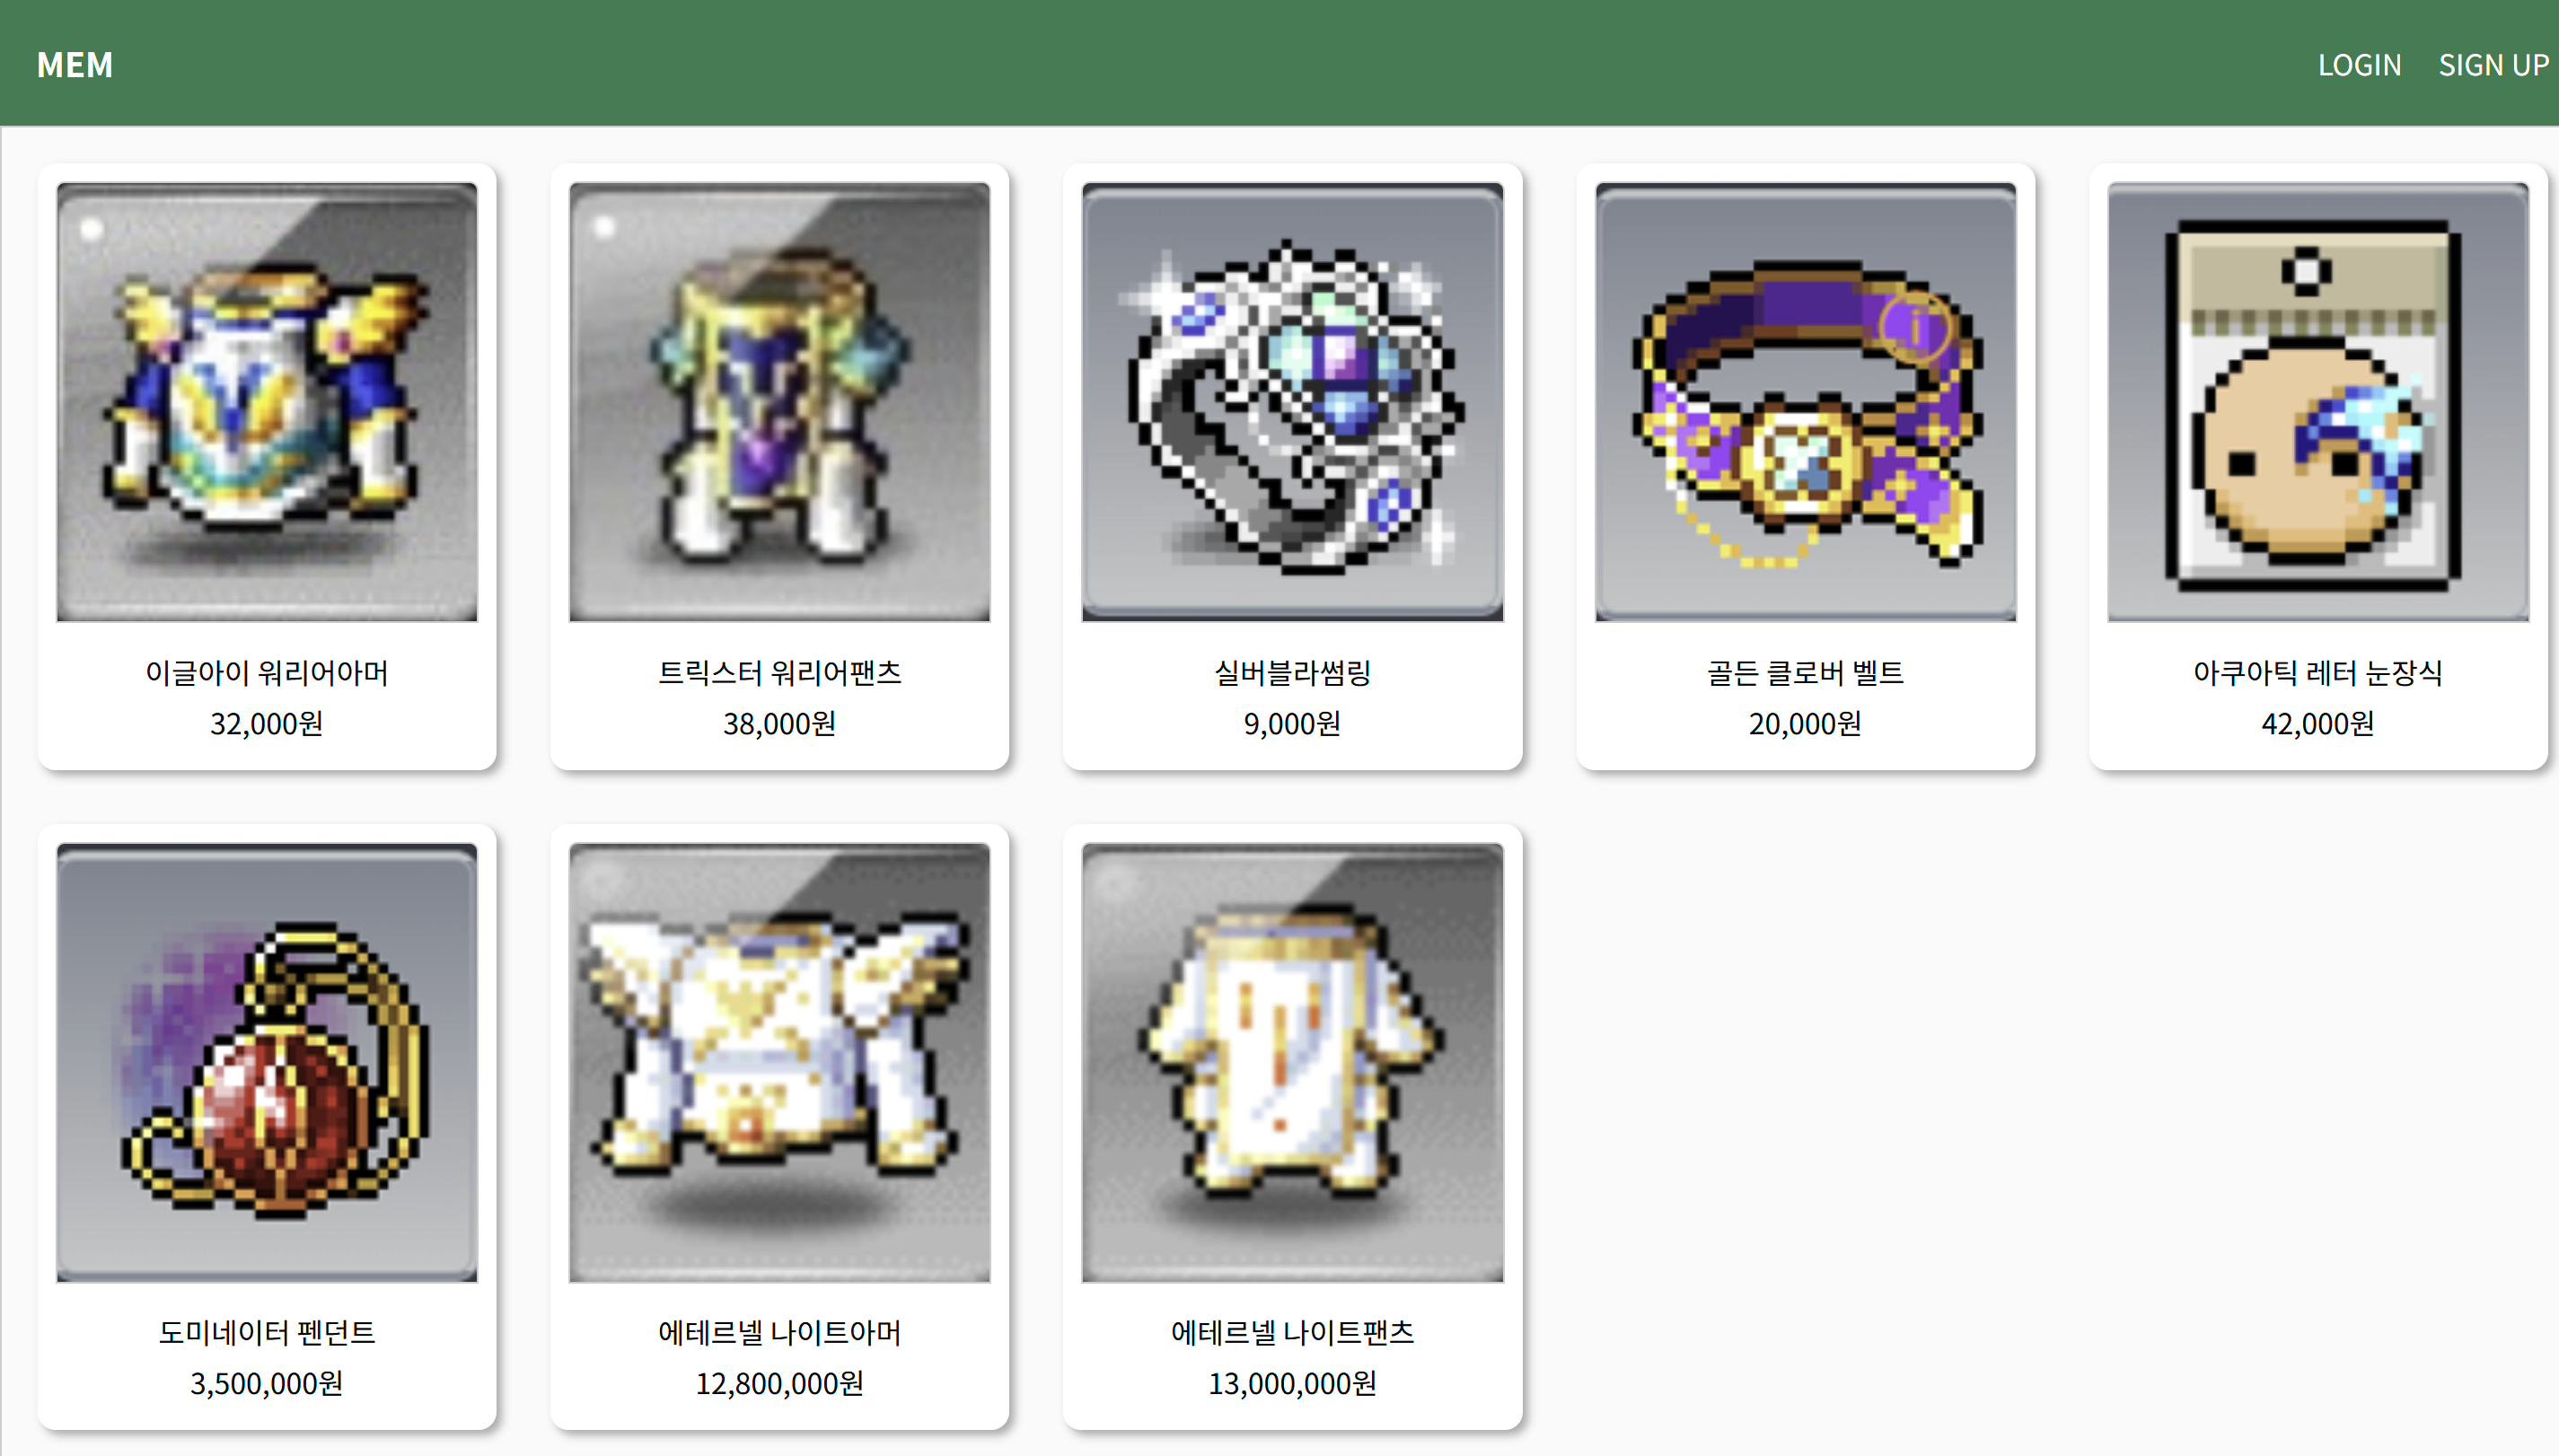 MEM
LOGIN SIGN UP
이글아이 워리어아머
32,000원
트릭스터 워리어팬츠
38,000원
실버블라썸링
9,000원
골든 클로버 벨트
20,000원
아쿠아틱 레터 눈장식
42,000원
도미네이터 펜던트
3,500,000원
에테르넬 나이트아머
12,800,000원
에테르넬 나이트팬츠
13,000,000원